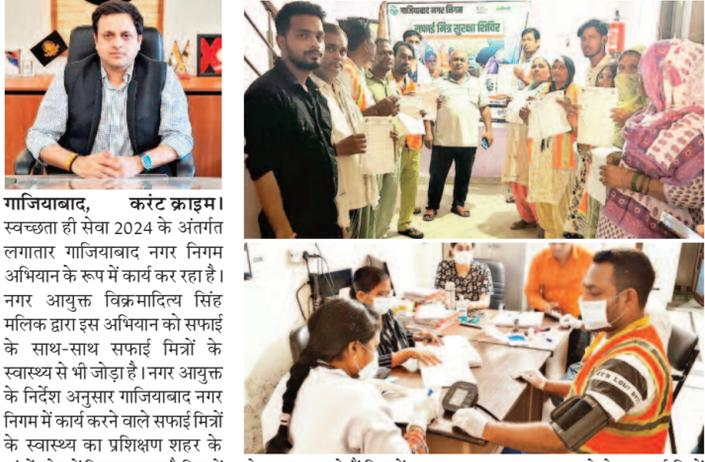 गाज़ियाबाद नगर निगम
सफाई मित्र सुरक्षा शिविर
गाजियाबाद, करंट क्राइम।
स्वच्छता ही सेवा 2024 के अंतर्गत
लगातार गाजियाबाद नगर निगम
अभियान के रूप में कार्य कर रहा है।
नगर आयुक्त विक्रमादित्य सिंह
मलिक द्वारा इस अभियान को सफाई
के साथ-साथ सफाई मित्रों के
स्वास्थ्य से भी जोड़ा है। नगर आयुक्त
के निर्देश अनुसार गाजियाबाद नगर
निगम में कार्य करने वाले सफाई मित्रों
के स्वास्थ्य का प्रशिक्षण शहर के